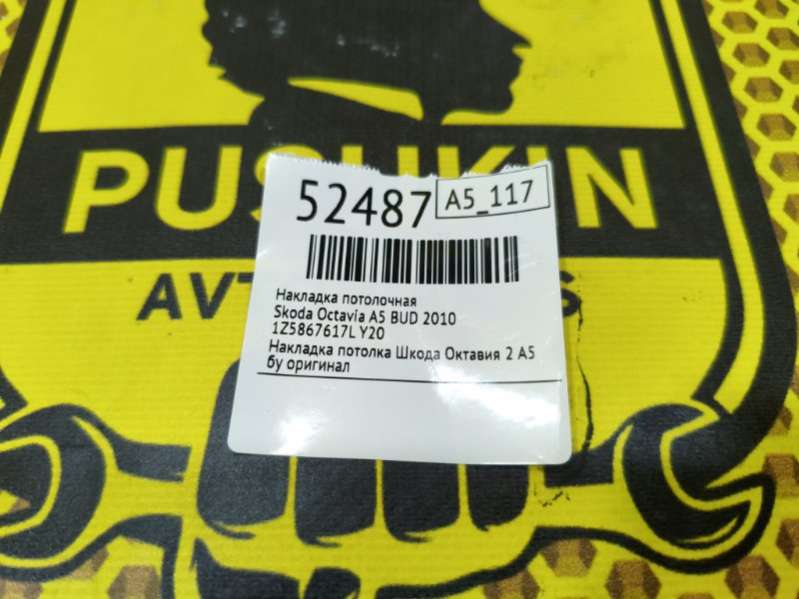 PUSHKIN
52487
A5_117
Накладка потолочная
Skoda Octavia A5 BUD 2010
1Z5867617L Y20
Накладка потолка Шкода Октавия 2 А5
бу оригинал